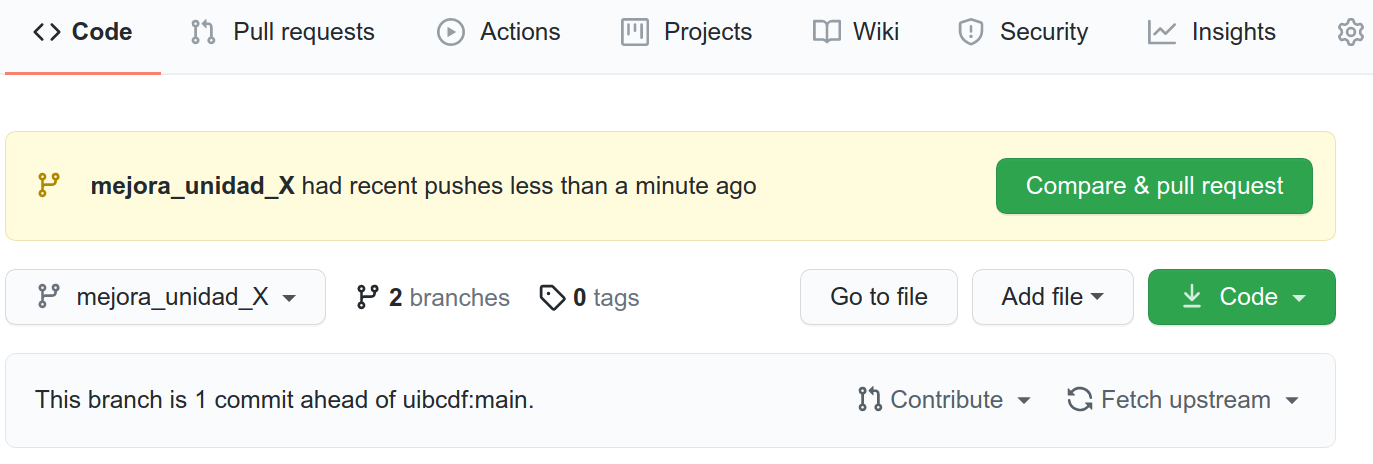 Code Pull requests Actions Projects Wiki Security Insights
mejora_unidad_X had recent pushes less than a minute ago Compare & pull request
mejora_unidad_X 2 branches 0 tags Go to file Add file Code
This branch is 1 commit ahead of uibcdf:main. Contribute Fetch upstream